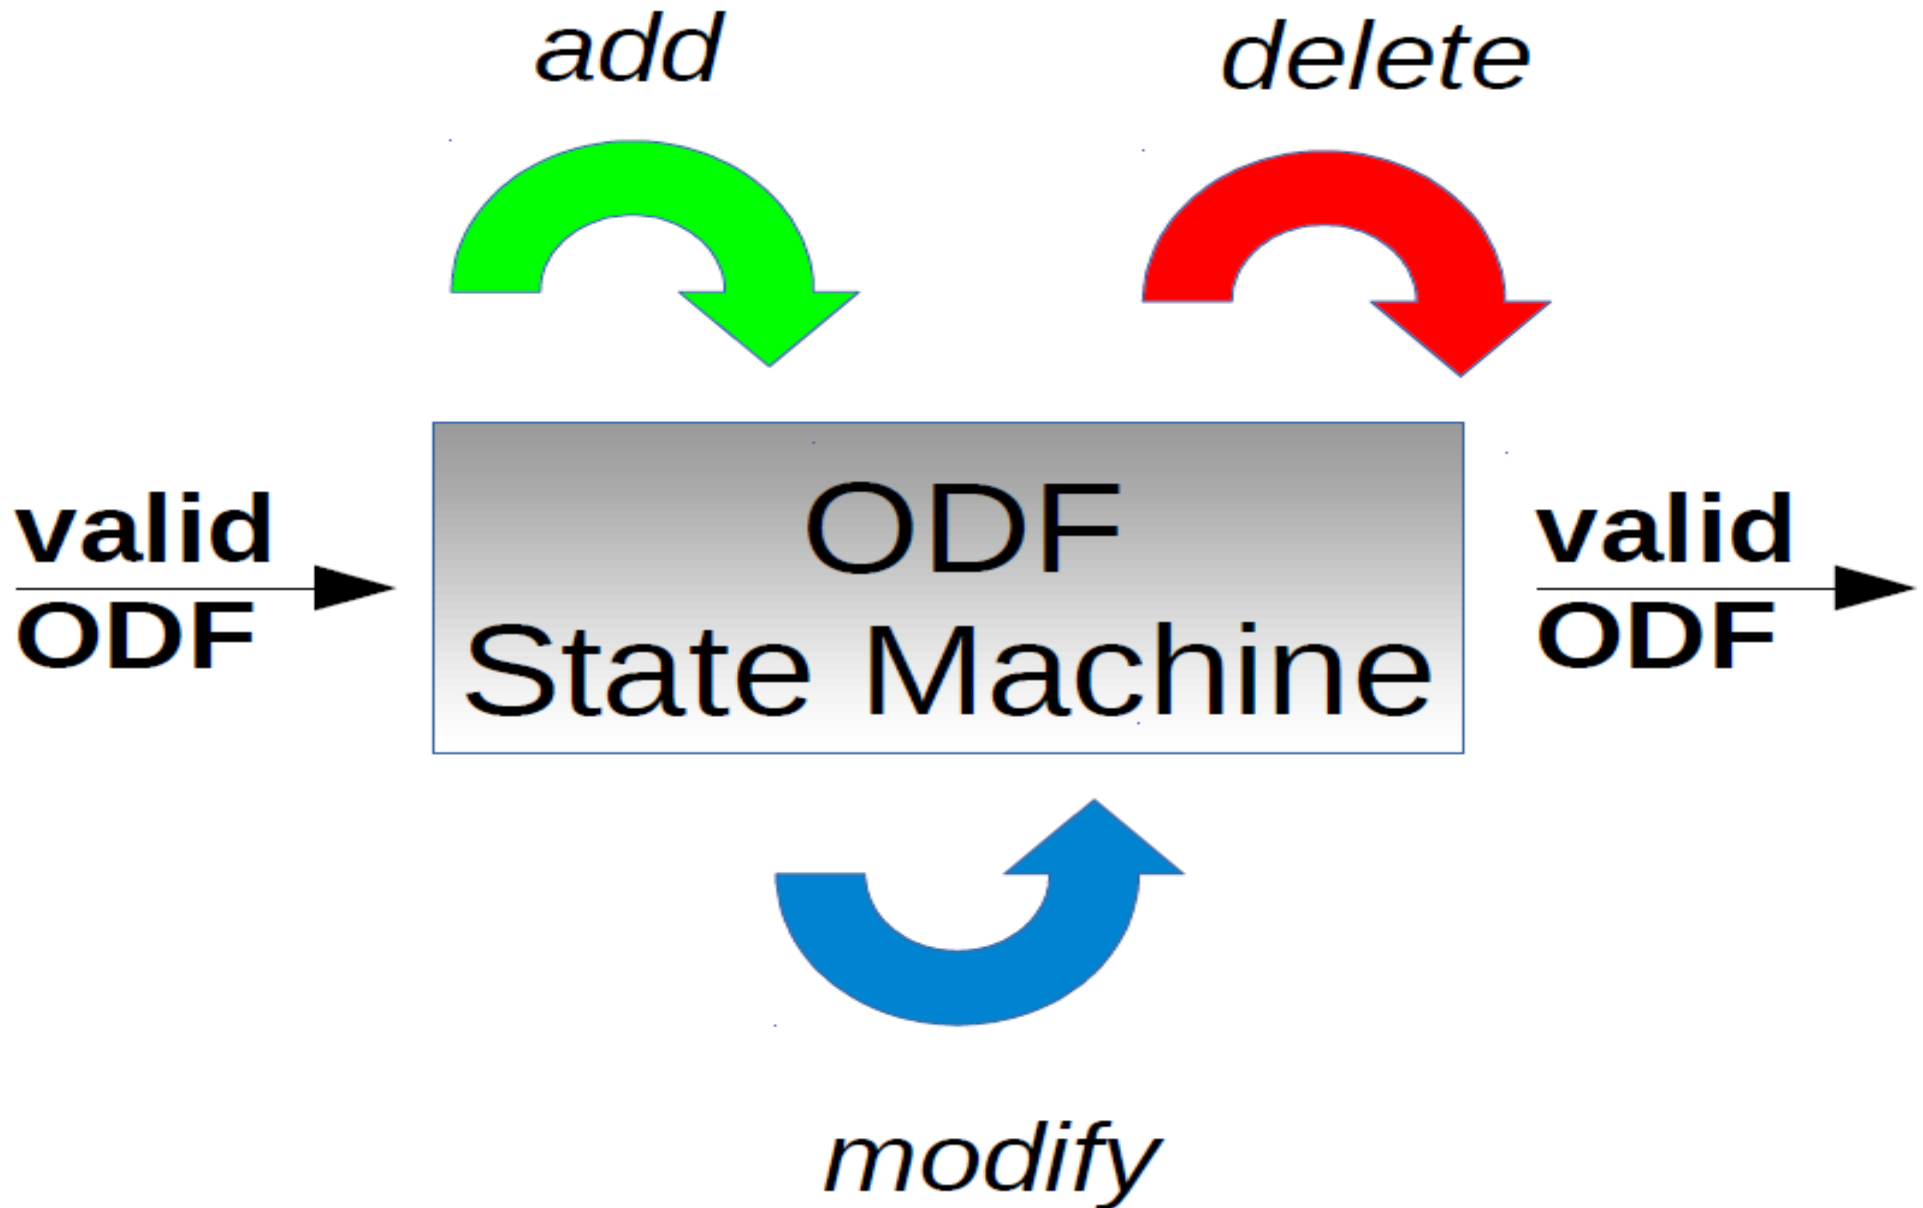 add
delete
valid
ODF
ODF
State Machine
valid
ODF
modify